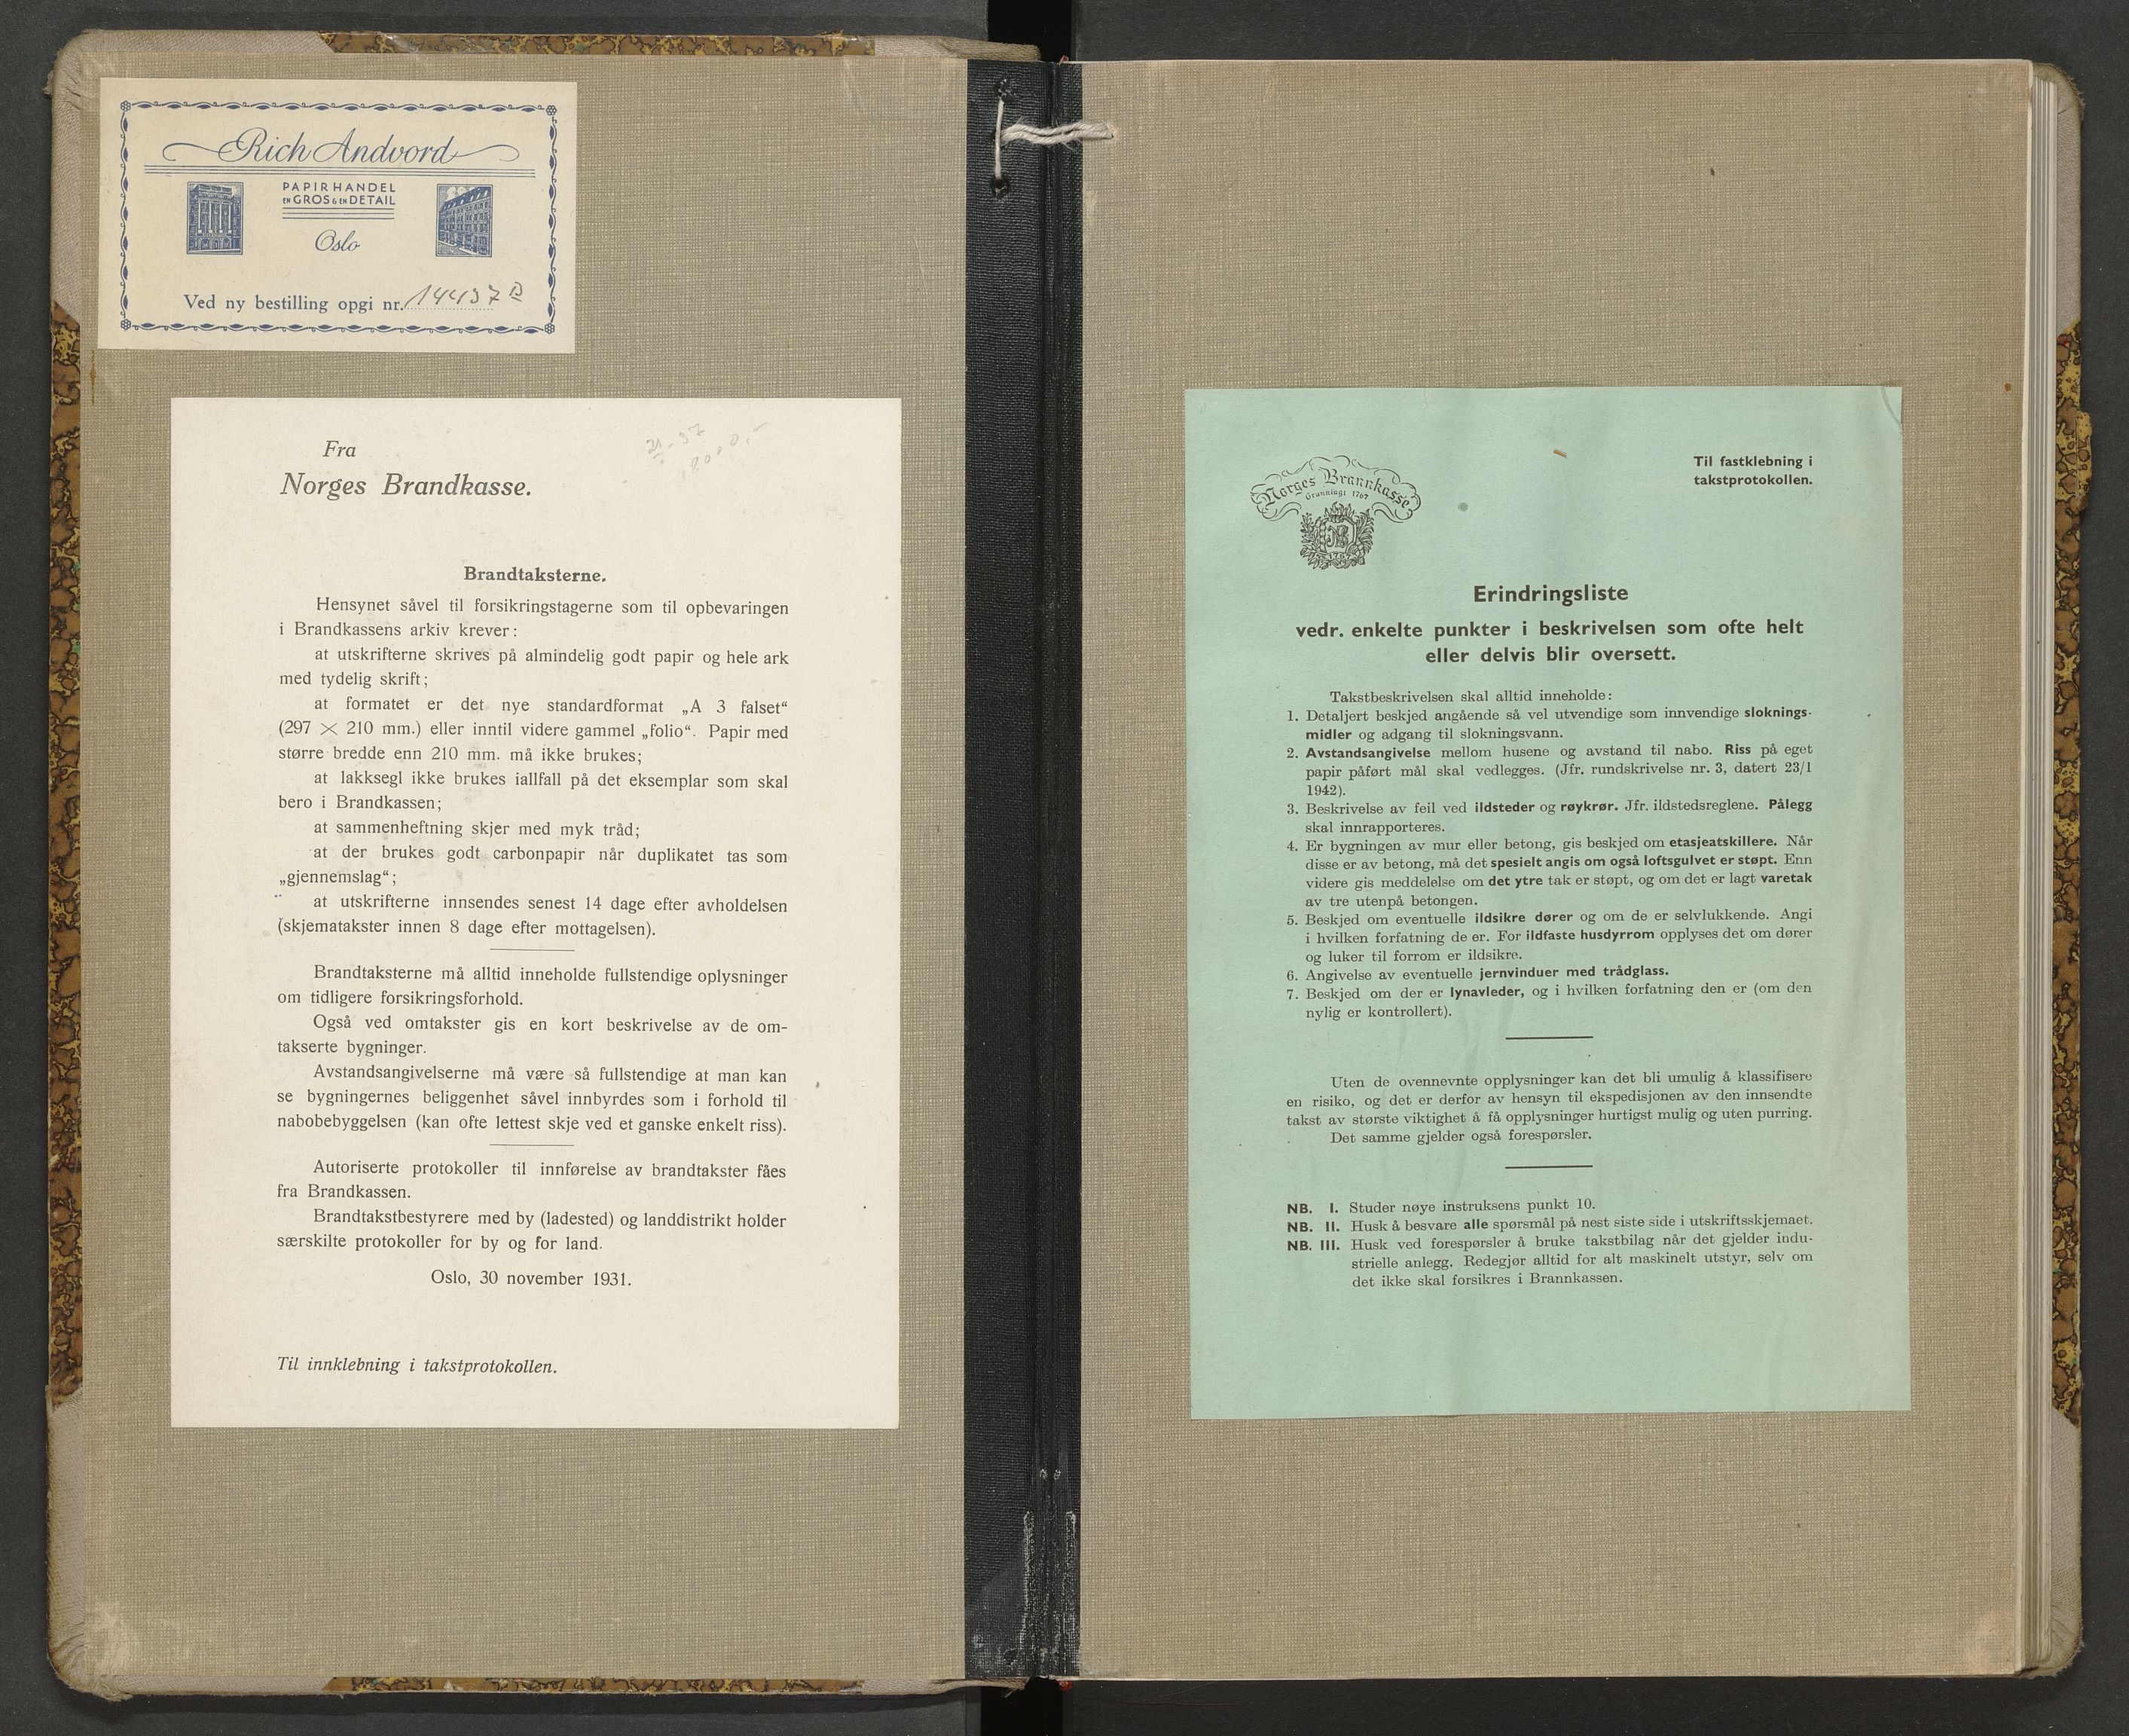 Rich Andvord
PAPIRHANDEL
EN GROS & EN DETAIL
Oslo
Ved ny bestilling opgi nr. 14437 B
Fra
Norges Brandkasse.
Brandtaksterne.
Hensynet såvel til forsikringstagerne som til opbevaringen
i Brandkassens arkiv krever:
at utskrifterne skrives på almindelig godt papir og hele ark
med tydelig skrift;
at formatet er det nye standardformat „A 3 falset“
(297 × 210 mm.) eller inntil videre gammel „folio“. Papir med
større bredde enn 210 mm. må ikke brukes;
at lakksegl ikke brukes iallfall på det eksemplar som skal
bero i Brandkassen;
at sammenheftning skjer med myk tråd;
at der brukes godt carbonpapir når duplikatet tas som
„gjennemslag“;
at utskrifterne innsendes senest 14 dage efter avholdelsen
(skjematakster innen 8 dage efter mottagelsen).
Brandtaksterne må alltid inneholde fullstendige oplysninger
om tidligere forsikringsforhold.
Også ved omtakster gis en kort beskrivelse av de om-
takserte bygninger.
Avstandsangivelserne må være så fullstendige at man kan
se bygningernes beliggenhet såvel innbyrdes som i forhold til
nabobebyggelsen (kan ofte lettest skje ved et ganske enkelt riss).
Autoriserte protokoller til innførelse av brandtakster fåes
fra Brandkassen.
Brandtakstbestyrere med by (ladested) og landdistrikt holder
særskilte protokoller for by og for land.
Oslo, 30 november 1931.
Til innklebning i takstprotokollen.
Norges Brannkasse
Grunnlagt 1767
1767
Til fastklebning i
takstprotokollen.
Erindringsliste
vedr. enkelte punkter i beskrivelsen som ofte helt
eller delvis blir oversett.
Takstbeskrivelsen skal alltid inneholde:
1. Detaljert beskjed angående så vel utvendige som innvendige sloknings-
midler og adgang til slokningsvann.
2. Avstandsangivelse mellom husene og avstand til nabo. Riss på eget
papir påført mål skal vedlegges. (Jfr. rundskrivelse nr. 3, datert 23/1
1942).
3. Beskrivelse av feil ved ildsteder og røykrør. Jfr. ildstedsreglene. Pålegg
skal innrapporteres.
4. Er bygningen av mur eller betong, gis beskjed om etasjeatskillere. Når
disse er av betong, må det spesielt angis om også loftsgulvet er støpt. Enn
videre gis meddelelse om det ytre tak er støpt, og om det er lagt varetak
av tre utenpå betongen.
5. Beskjed om eventuelle ildsikre dører og om de er selvlukkende. Angi
i hvilken forfatning de er. For ildfaste husdyrrom opplyses det om dører
og luker til forrom er ildsikre.
6. Angivelse av eventuelle jernvinduer med trådglass.
7. Beskjed om der er lynavleder, og i hvilken forfatning den er (om den
nylig er kontrollert).
Uten de ovennevnte opplysninger kan det bli umulig å klassifisere
en risiko, og det er derfor av hensyn til ekspedisjonen av den innsendte
takst av største viktighet å få opplysninger hurtigst mulig og uten purring.
Det samme gjelder også forespørsler.
NB. I. Studer nøye instruksens punkt 10.
NB. II. Husk å besvare alle spørsmål på nest siste side i utskriftsskjemaet.
NB. III. Husk ved forespørsler å bruke takstbilag når det gjelder indu-
strielle anlegg. Redegjør alltid for alt maskinelt utstyr, selv om
det ikke skal forsikres i Brannkassen.